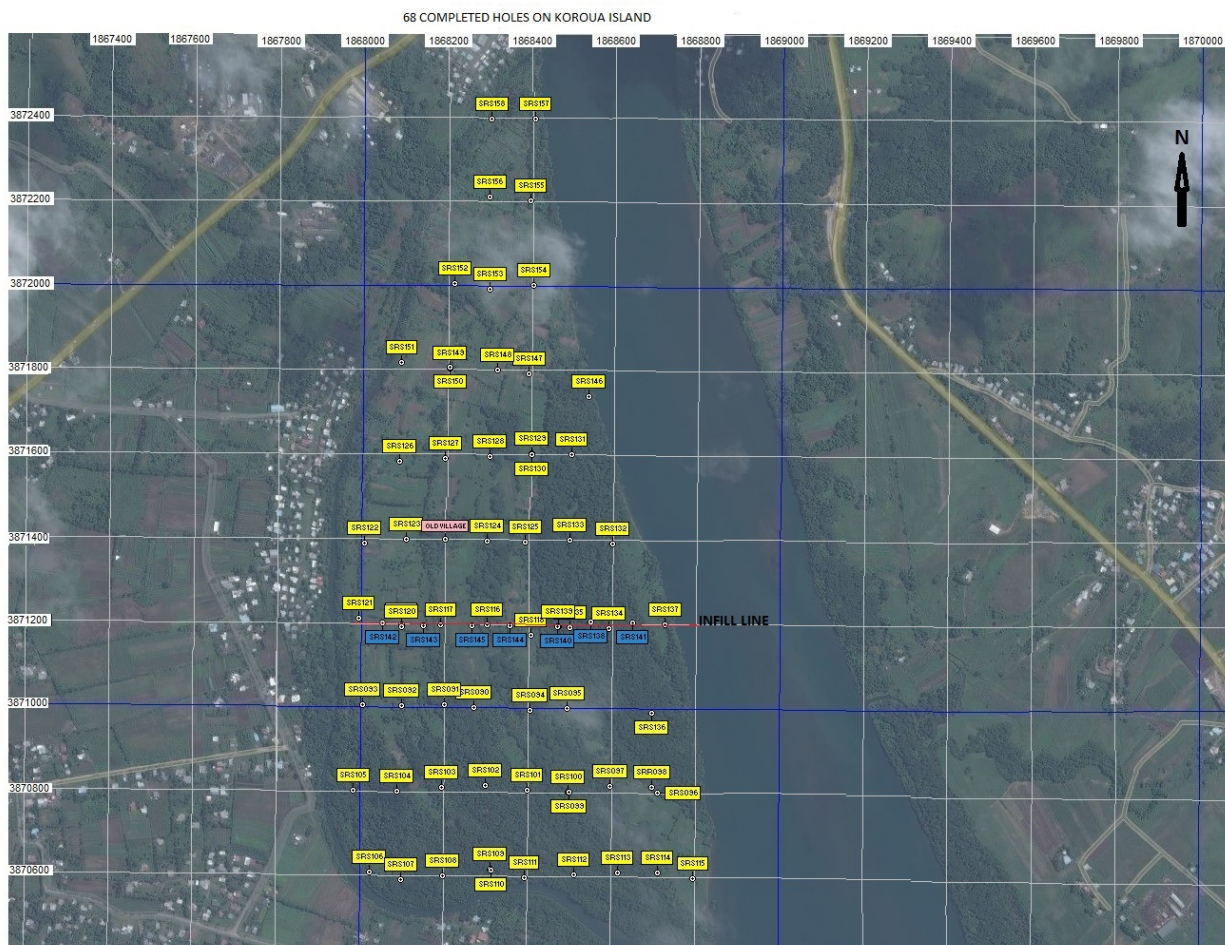 68 COMPLETED HOLES ON KOROUA ISLAND
1867400 1867600 1867800 1868000 1868200 1868400 1868600 1868800 1869000 1869200 1869400 1869600 1869800 1870000
SRS158 SRS157
3872400
N
SRS156 SRS155
3872200
SRS152 SRS153 SRS154
3872000
SRS151 SRS149 SRS148 SRS147
3871800
SRS150 SRS146
SRS126 SRS127 SRS128 SRS129 SRS131
3871600
SRS130
SRS122 SRS123 OLD VILLAGE SRS124 SRS125 SRS133 SRS132
3871400
SRS121 SRS120 SRS117 SRS116 SRS118 SRS139 35 SRS134 SRS137
3871200
INFILL LINE
SRS142 SRS143 SRS145 SRS144 SRS140 SRS138 SRS141
SRS093 SRS092 SRS091 SRS090 SRS094 SRS095
3871000
SRS136
SRS105 SRS104 SRS103 SRS102 SRS101 SRS100 SRS097 SRR098
3870800
SRS099 SRS096
SRS106 SRS107 SRS108 SRS109 SRS111 SRS112 SRS113 SRS114 SRS115
3870600
SRS110